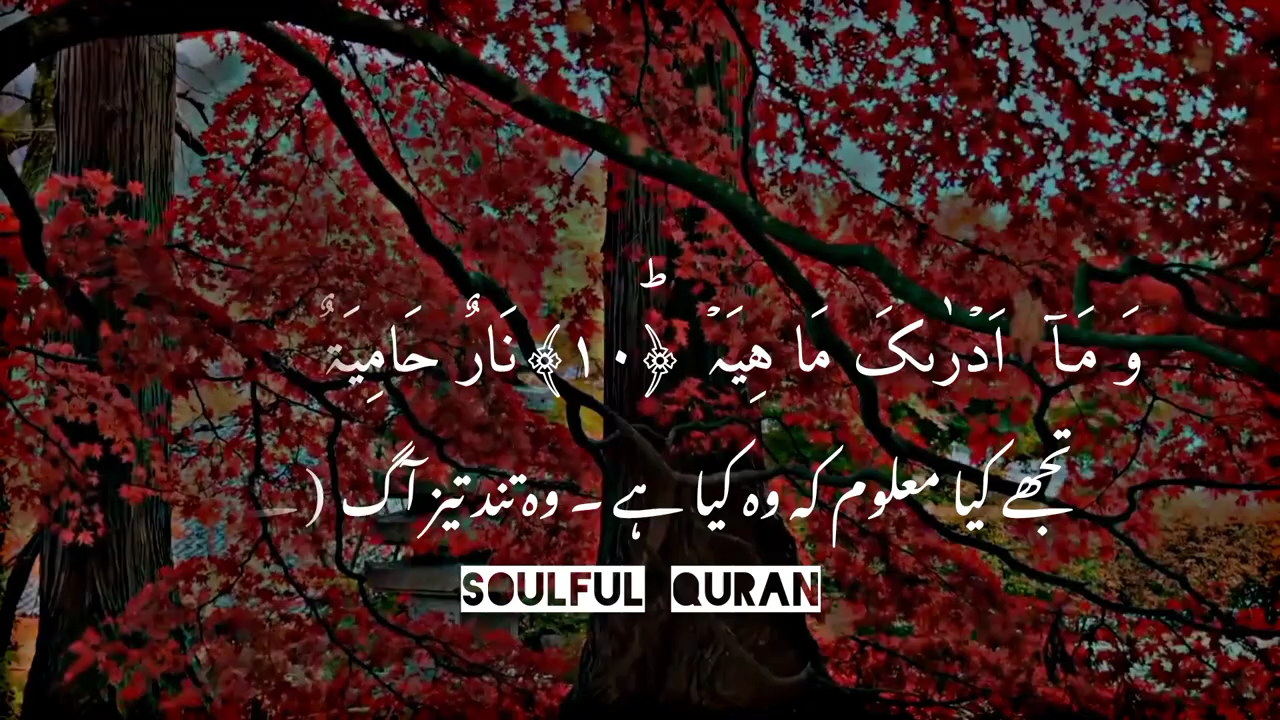 وَ مَاۤ اَدۡرٰىکَ مَا ہِیَہۡ ﴿ؕ۱۰﴾ نَارٌ حَامِیَۃٌ
تجھے کیا معلوم کہ وہ کیا ہے ۔ وہ تند تیز آگ (
SOULFUL QURAN